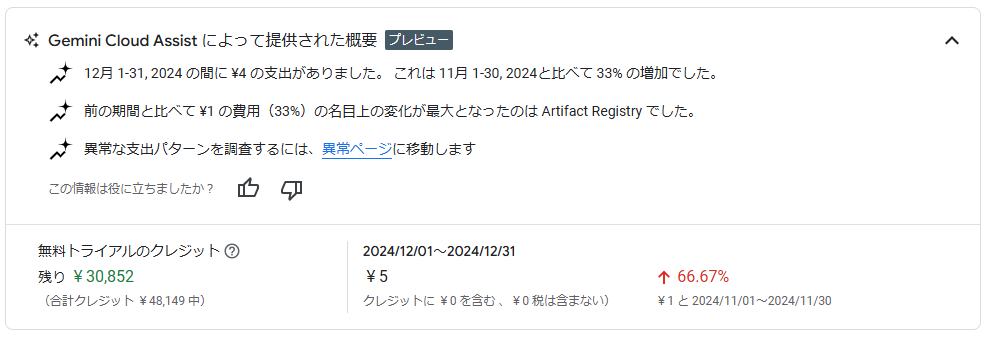 Gemini Cloud Assist によって提供された概要 プレビュー
12月 1-31, 2024 の間に ¥4 の支出がありました。 これは 11月 1-30, 2024と比べて 33% の増加でした。
前の期間と比べて ¥1 の費用（33%）の名目上の変化が最大となったのは Artifact Registry でした。
異常な支出パターンを調査するには、異常ページに移動します
この情報は役に立ちましたか？
無料トライアルのクレジット
残り ￥30,852
（合計クレジット ￥48,149 中）
2024/12/01～2024/12/31
￥5
クレジットに ￥0 を含む 、￥0 税は含まない）
66.67%
￥1 と 2024/11/01～2024/11/30